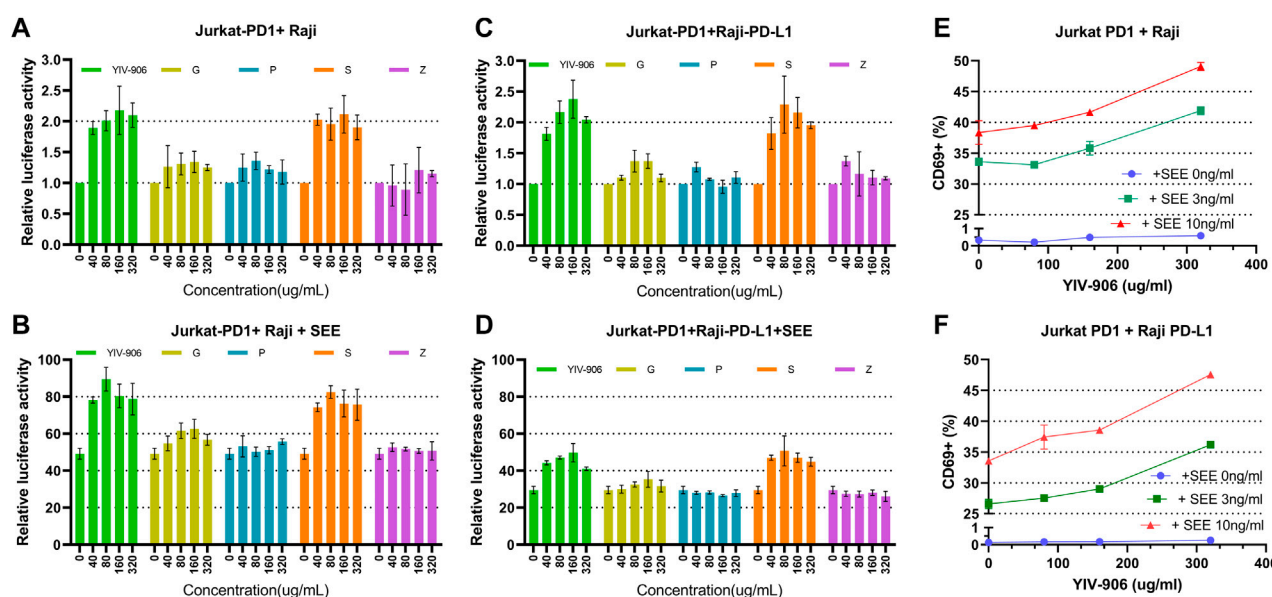 A
Jurkat-PD1+ Raji
YIV-906 G P S Z
Relative luciferase activity
3.0
2.5
2.0
1.5
1.0
0.5
0.0
0 40 80 160 320 0 40 80 160 320 0 40 80 160 320 0 40 80 160 320 0 40 80 160 320
Concentration(ug/mL)
B
Jurkat-PD1+ Raji + SEE
YIV-906 G P S Z
Relative luciferase activity
100
80
60
40
20
0
0 40 80 160 320 0 40 80 160 320 0 40 80 160 320 0 40 80 160 320 0 40 80 160 320
Concentration (ug/mL)
C
Jurkat-PD1+Raji-PD-L1
YIV-906 G P S Z
Relative luciferase activity
3.0
2.5
2.0
1.5
1.0
0.5
0.0
0 40 80 160 320 0 40 80 160 320 0 40 80 160 320 0 40 80 160 320 0 40 80 160 320
Concentration(ug/mL)
D
Jurkat-PD1+Raji-PD-L1+SEE
YIV-906 G P S Z
Relative luciferase activity
100
80
60
40
20
0
0 40 80 160 320 0 40 80 160 320 0 40 80 160 320 0 40 80 160 320 0 40 80 160 320
Concentration (ug/mL)
E
Jurkat PD1 + Raji
CD69+ (%)
50
45
40
35
30
25
1
0
+SEE 0ng/ml
+ SEE 3ng/ml
+ SEE 10ng/ml
0 100 200 300 400
YIV-906 (ug/ml)
F
Jurkat PD1 + Raji PD-L1
CD69+ (%)
50
45
40
35
30
25
1
0
+SEE 0ng/ml
+ SEE 3ng/ml
+ SEE 10ng/ml
0 100 200 300 400
YIV-906 (ug/ml)